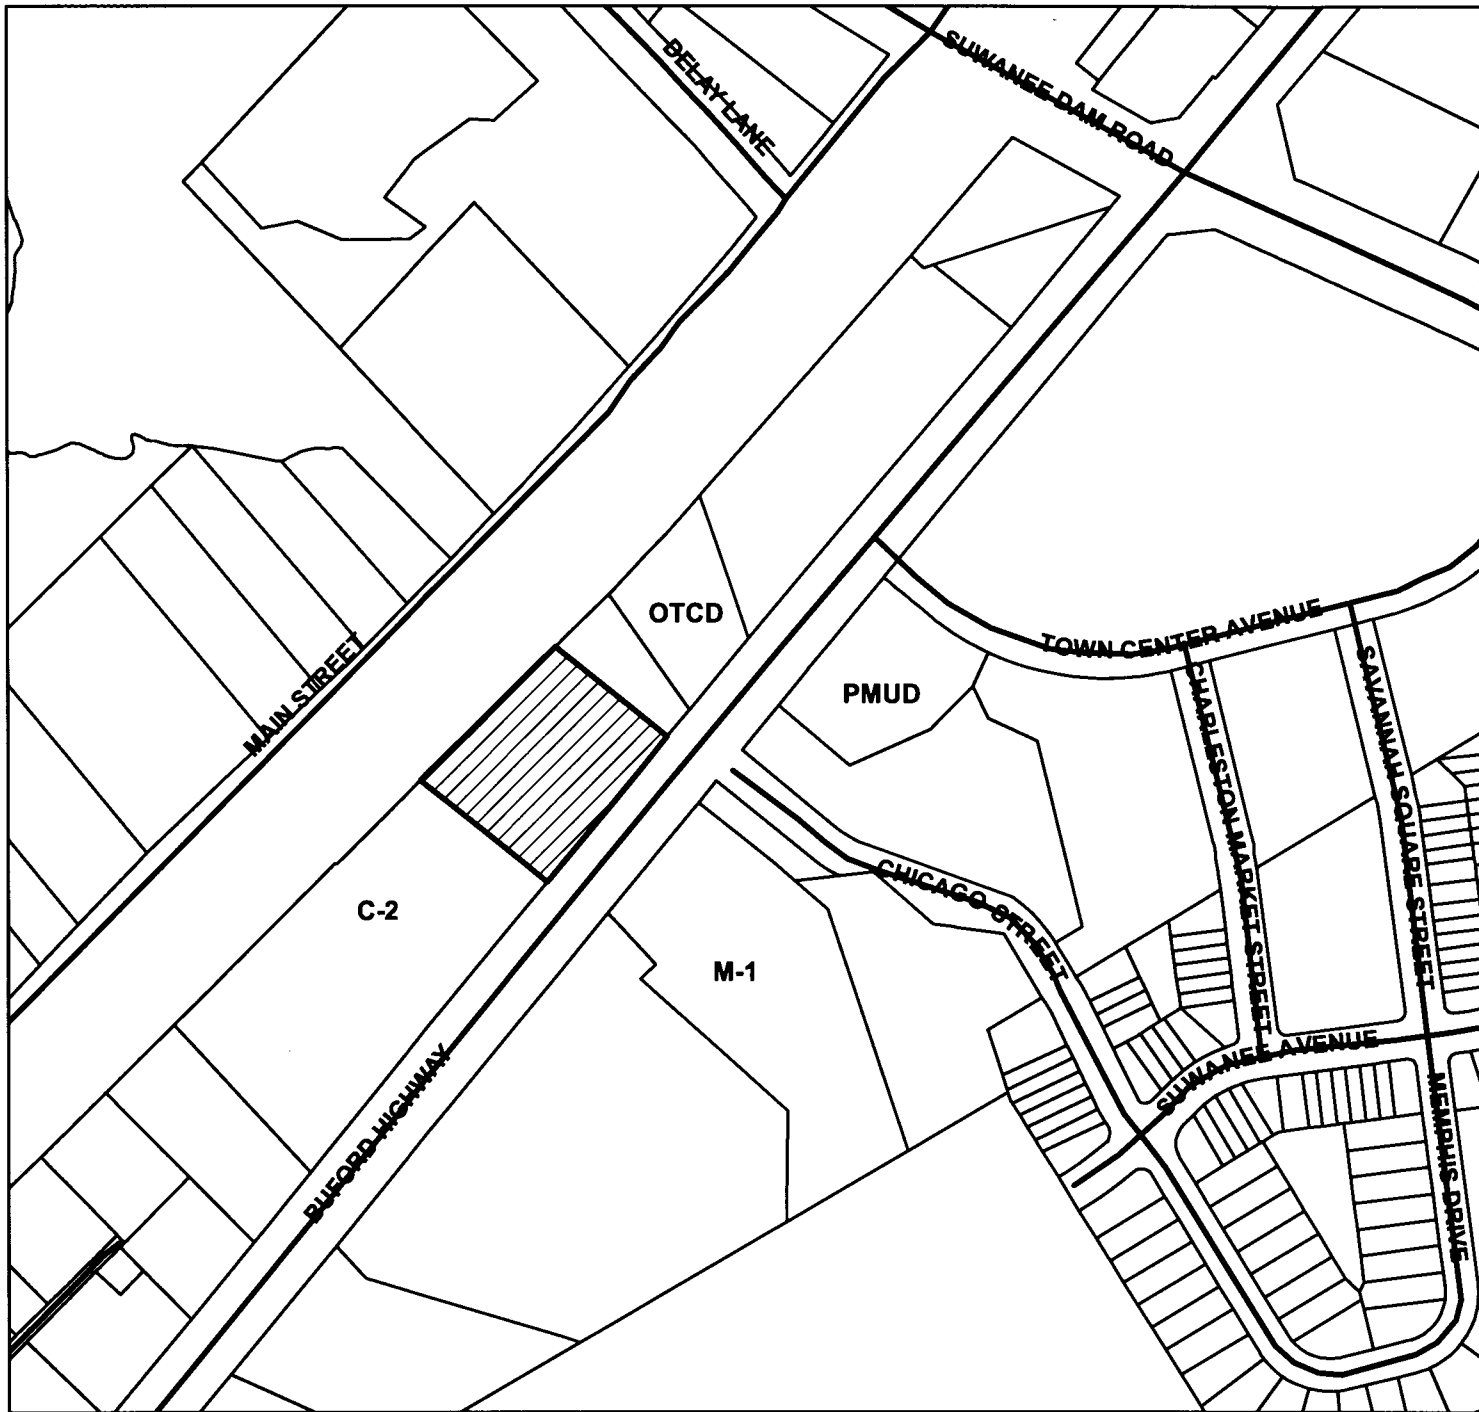 SUWANEE DAM ROAD
DELAY LANE
OTCD
TOWN CENTER AVENUE
MAIN STREET
PMUD
CHARLESTON MARKET STREET
SAVANNAH SQUARE STREET
CHICAGO STREET
C-2
M-1
SUWANEE AVENUE
BUFORD HIGHWAY
MEMPHIS DRIVE